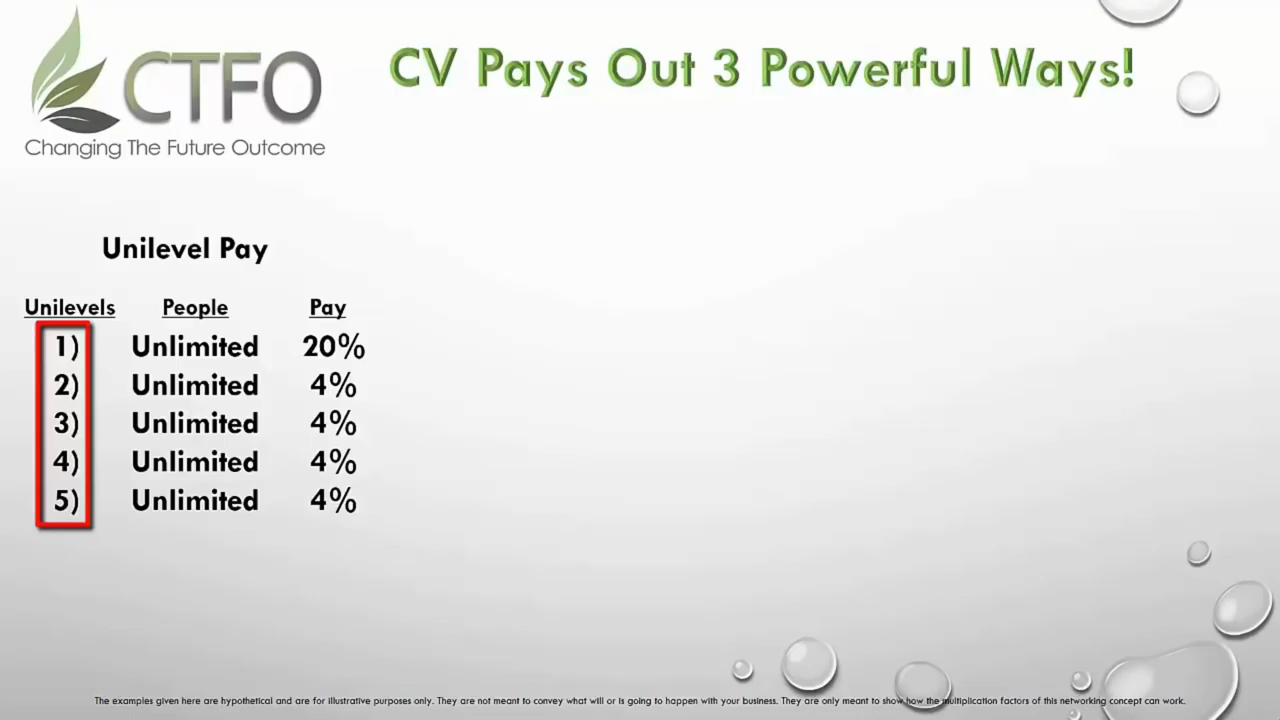 CTFO
Changing The Future Outcome
CV Pays Out 3 Powerful Ways!
Unilevel Pay
Unilevels People Pay
1) Unlimited 20%
2) Unlimited 4%
3) Unlimited 4%
4) Unlimited 4%
5) Unlimited 4%
The examples given here are hypothetical and are for illustrative purposes only. They are not meant to convey what will or is going to happen with your business. They are only meant to show how the multiplication factors of this networking concept can work.